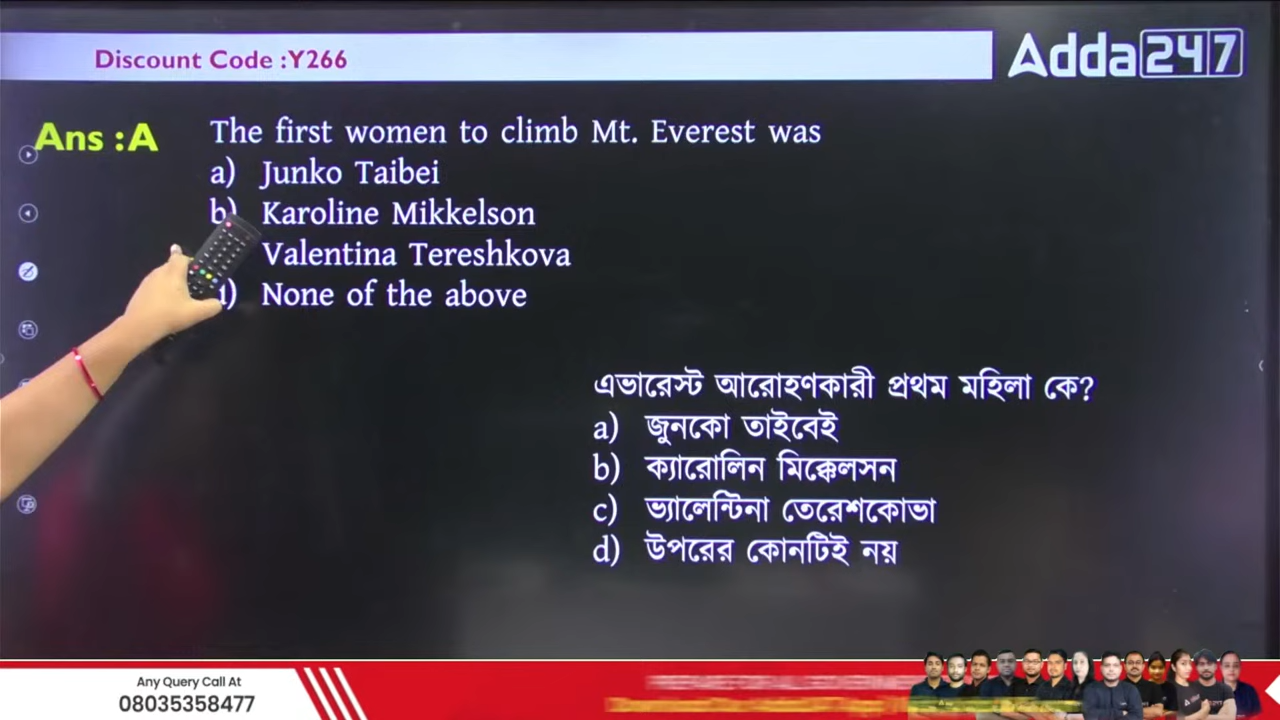 Discount Code :Y266
Adda247
Ans :A
The first women to climb Mt. Everest was
a) Junko Taibei
b) Karoline Mikkelson
Valentina Tereshkova
d) None of the above
এভারেস্ট আরোহণকারী প্রথম মহিলা কে?
a) জুনকো তাইবেই
b) ক্যারোলিন মিক্কেলসন
c) ভ্যালেন্টিনা তেরেশকোভা
d) উপরের কোনটিই নয়
Any Query Call At
08035358477